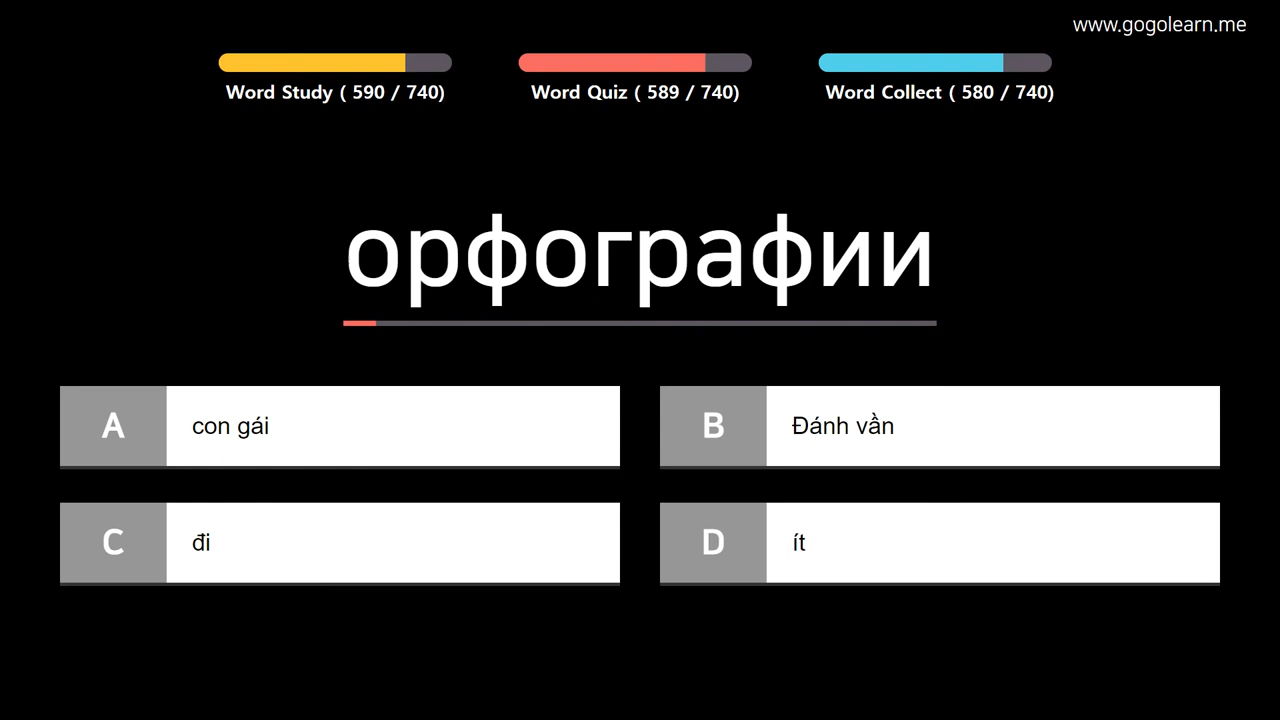 www.gogolearn.me
Word Study ( 590 / 740)
Word Quiz ( 589 / 740)
Word Collect ( 580 / 740)
орфографии
A con gái
B Đánh vần
C đi
D ít